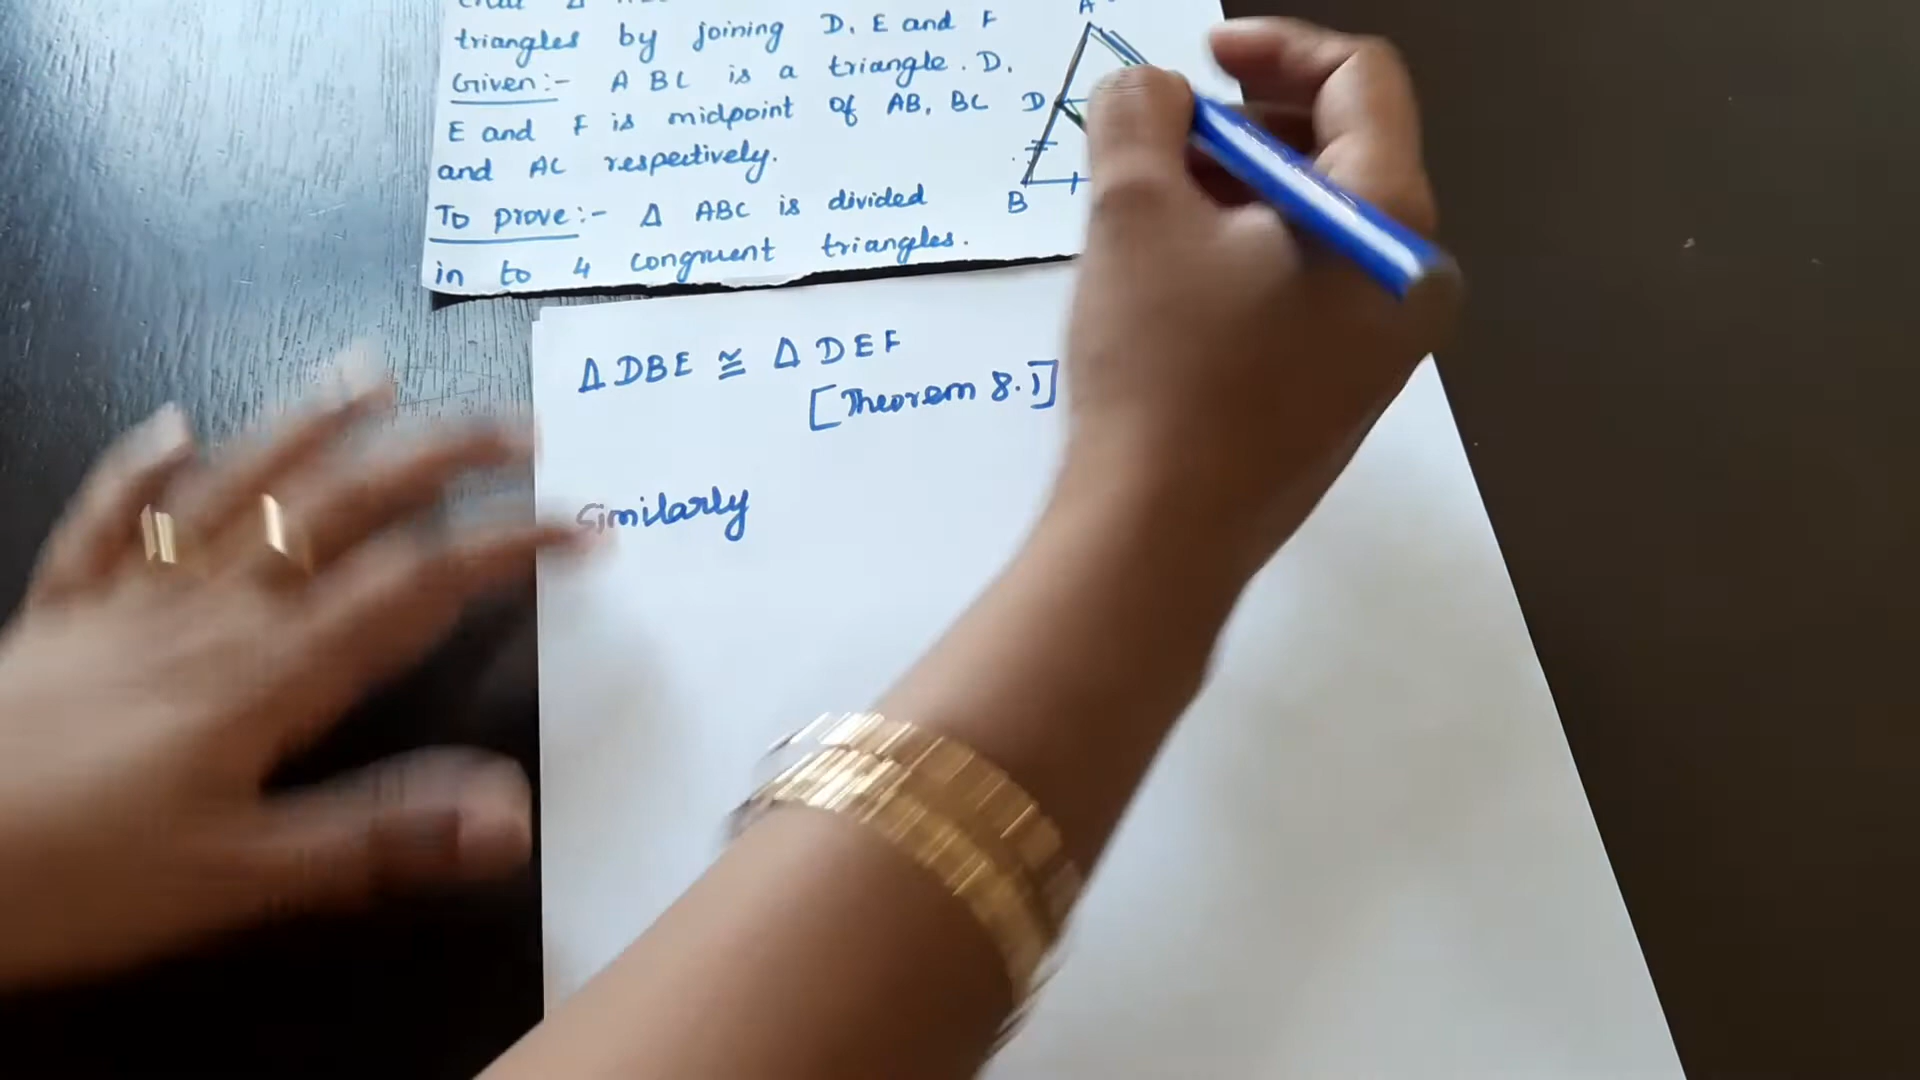 triangles by joining D, E and F
Given:- ABC is a triangle. D,
E and F is midpoint of AB, BC
and AC respectively.
To prove:- Δ ABC is divided
in to 4 congruent triangles.
A
D
B
Δ DBE ≅ Δ DEF
[Theorem 8.1]
Similarly